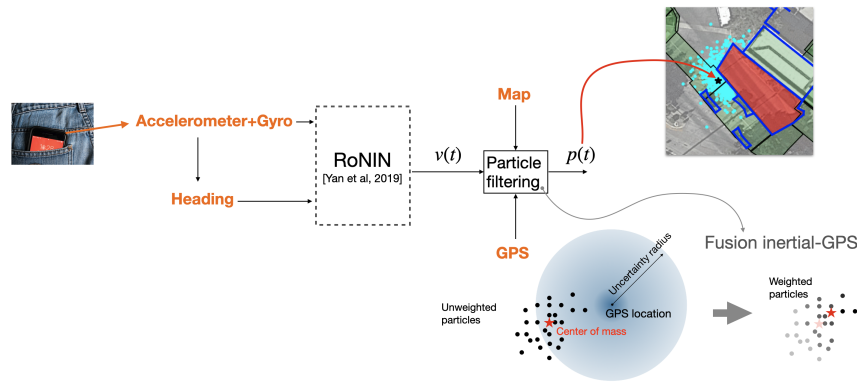 Map
Accelerometer+Gyro
RoNIN
[Yan et al, 2019]
v(t)
Particle
filtering
p(t)
Heading
GPS
Fusion inertial-GPS
Uncertainty radius
Unweighted
particles
GPS location
Center of mass
Weighted
particles